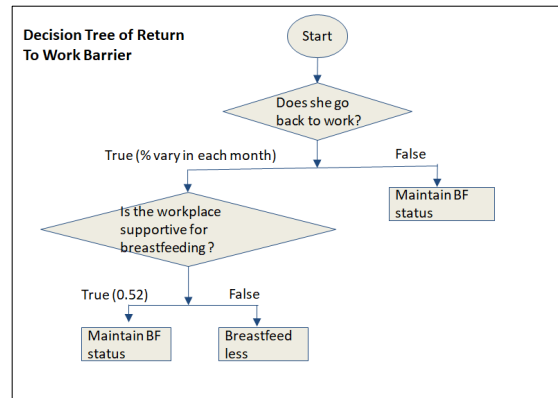 Decision Tree of Return
To Work Barrier
Start
Does she go
back to work?
True (% vary in each month)
False
Maintain BF
status
Is the workplace
supportive for
breastfeeding ?
True (0.52)
False
Maintain BF
status
Breastfeed
less